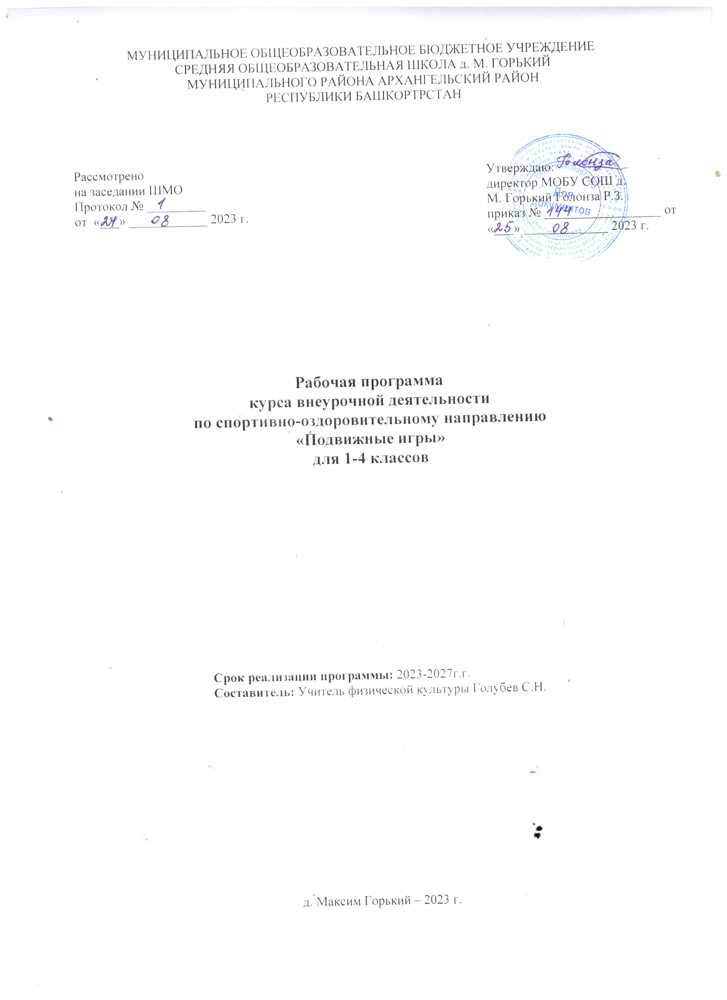 МУНИЦИПАЛЬНОЕ ОБЩЕОБРАЗОВАТЕЛЬНОЕ БЮДЖЕТНОЕ УЧРЕЖДЕНИЕ
СРЕДНЯЯ ОБЩЕОБРАЗОВАТЕЛЬНАЯ ШКОЛА д. М. ГОРЬКИЙ
МУНИЦИПАЛЬНОГО РАЙОНА АРХАНГЕЛЬСКИЙ РАЙОН
РЕСПУБЛИКИ БАШКОРТРСТАН
Рассмотрено
на заседании ШМО
Протокол № 1
от «24» 08 2023 г.
Утверждаю: Голонза
директор МОБУ СОШ д.
М. Горький Голонза Р.З.
приказ № 144 от
«25» 08 2023 г.
Для
документов
Рабочая программа
курса внеурочной деятельности
по спортивно-оздоровительному направлению
«Подвижные игры»
для 1-4 классов
Срок реализации программы: 2023-2027г.г.
Составитель: Учитель физической культуры Голубев С.Н.
д. Максим Горький – 2023 г.